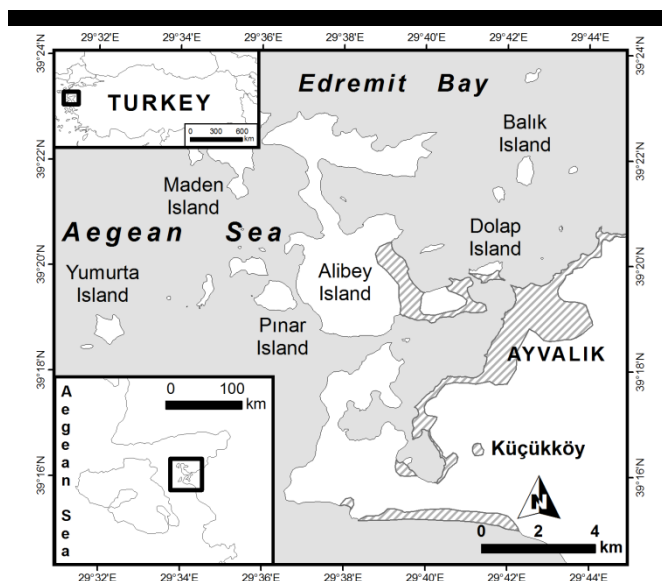 29°32'E 29°34'E 29°36'E 29°38'E 29°40'E 29°42'E 29°44'E
39°24'N
39°24'N
TURKEY
0 300 600
km
Edremit Bay
Balık
Island
39°22'N
39°22'N
Maden
Island
Aegean Sea
Dolap
Island
39°20'N
39°20'N
Yumurta
Island
Alibey
Island
Pınar
Island
39°18'N
39°18'N
AYVALIK
Aegean Sea
0 100
km
Küçükköy
39°16'N
39°16'N
N
0 2 4
km
29°32'E 29°34'E 29°36'E 29°38'E 29°40'E 29°42'E 29°44'E